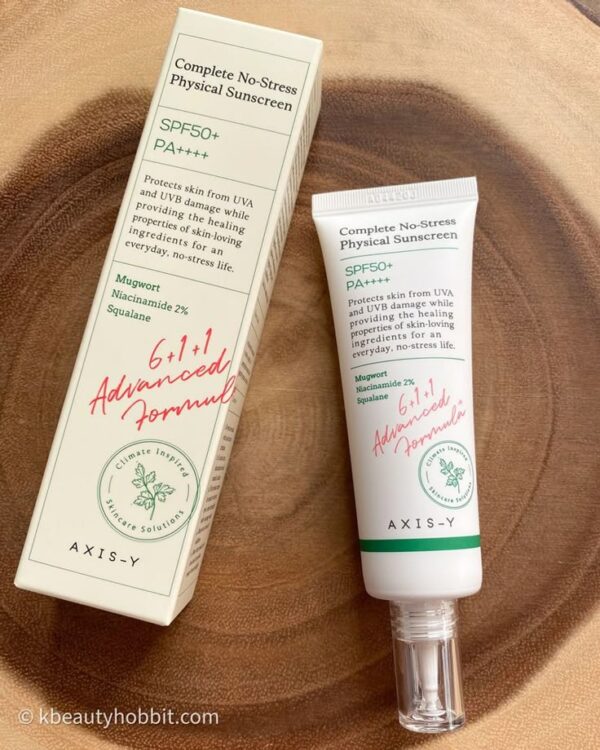 Complete No-Stress
Physical Sunscreen
SPF50+
PA++++
Protects skin from UVA
and UVB damage while
providing the healing
properties of skin-loving
ingredients for an
everyday, no-stress life.
Mugwort
Niacinamide 2%
Squalane
6+1+1
Advanced
Formul
Climate Inspired
Skincare Solutions
AXIS-Y
Complete No-Stress
Physical Sunscreen
SPF50+
PA++++
Protects skin from UVA
and UVB damage while
providing the healing
properties of skin-loving
ingredients for an
everyday, no-stress life.
Mugwort
Niacinamide 2%
Squalane
6+1+1
Advanced
Formula
Climate Inspired
Skincare Solutions
AXIS-Y
© kbeautyhobbit.com